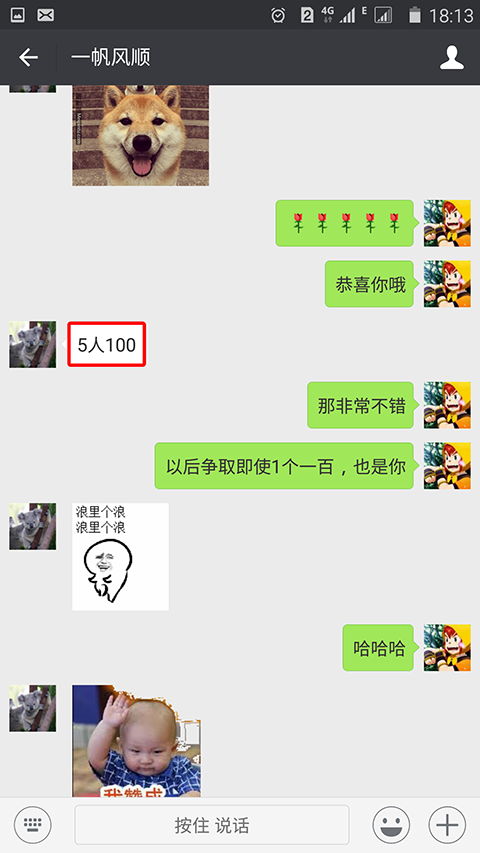 2
4G
E
18:13
一帆风顺
恭喜你哦
5人100
那非常不错
以后争取即使1个一百，也是你
浪里个浪
浪里个浪
哈哈哈
我赞成
按住 说话